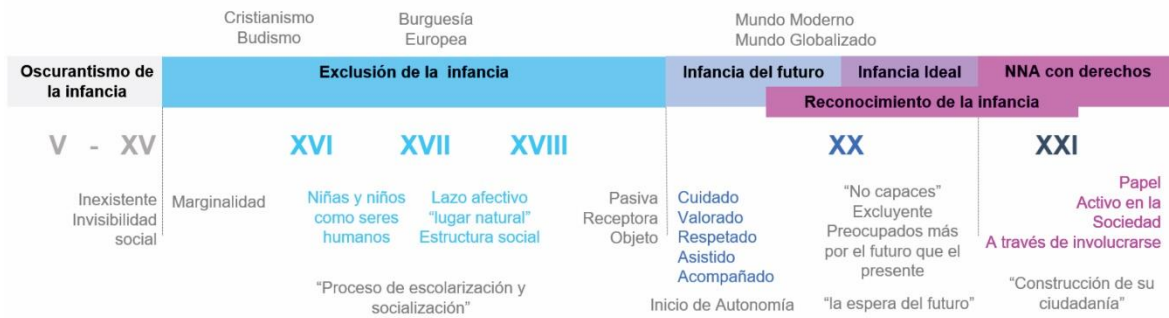 Cristianismo
Budismo
Burguesía
Europea
Mundo Moderno
Mundo Globalizado
Oscurantismo de
la infancia
Exclusión de la infancia
Infancia del futuro
Infancia Ideal
NNA con derechos
Reconocimiento de la infancia
V - XV
XVI
XVII
XVIII
XX
XXI
Inexistente
Invisibilidad
social
Marginalidad
Niñas y niños
como seres
humanos
Lazo afectivo
“lugar natural”
Estructura social
“Proceso de escolarización y
socialización”
Pasiva
Receptora
Objeto
Cuidado
Valorado
Respetado
Asistido
Acompañado
Inicio de Autonomía
“No capaces”
Excluyente
Preocupados más
por el futuro que el
presente
“la espera del futuro”
Papel
Activo en la
Sociedad
A través de involucrarse
“Construcción de su
ciudadanía”